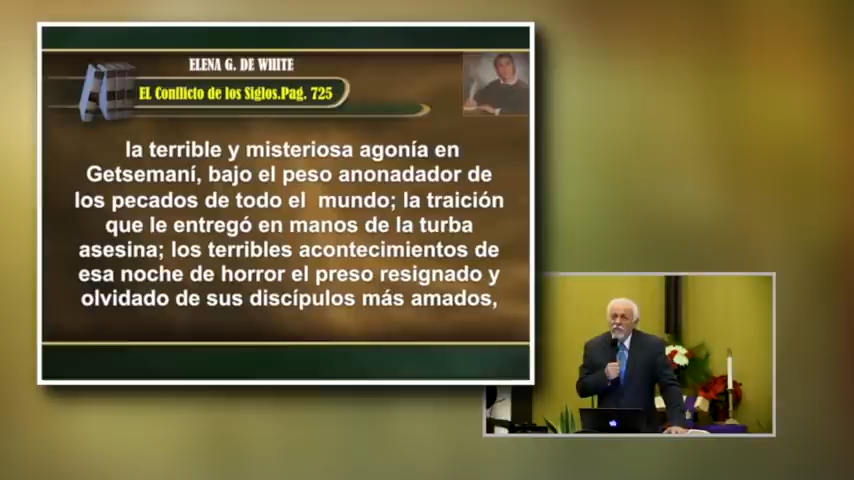 ELENA G. DE WHITE
EL Conflicto de los Siglos.Pag. 725
la terrible y misteriosa agonía en
Getsemaní, bajo el peso anonadador de
los pecados de todo el mundo; la traición
que le entregó en manos de la turba
asesina; los terribles acontecimientos de
esa noche de horror el preso resignado y
olvidado de sus discípulos más amados,